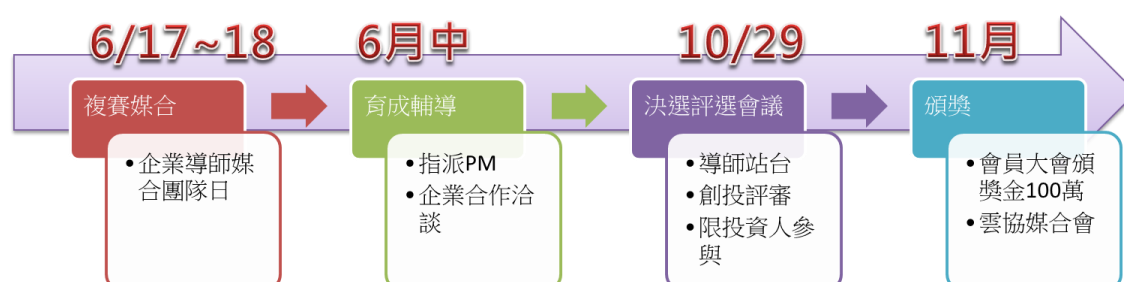 6/17~18
6月中
10/29
11月
複賽媒合
育成輔導
決選評選會議
頒獎
•企業導師媒
合團隊日
•指派PM
•企業合作洽
談
•導師站台
•創投評審
•限投資人參
與
•會員大會頒
獎金100萬
•雲協媒合會